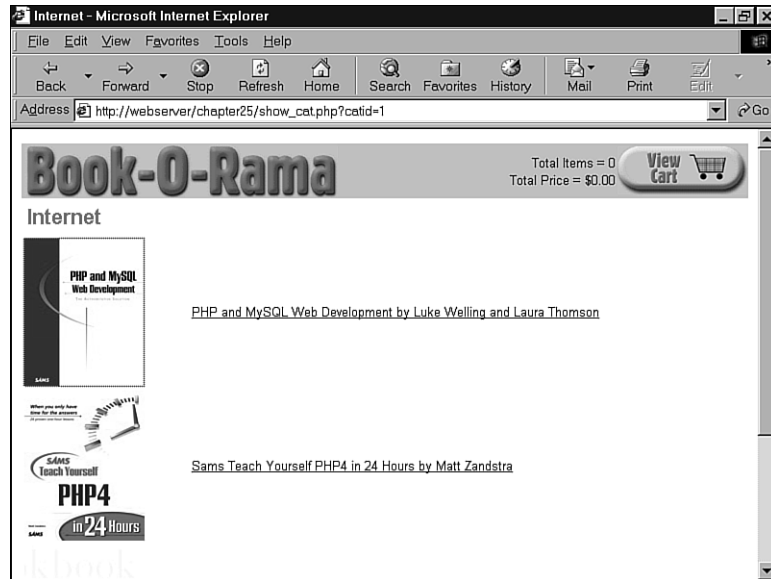 Internet - Microsoft Internet Explorer
File Edit View Favorites Tools Help
Back Forward Stop Refresh Home Search Favorites History Mail Print Edit
Address http://webserver/chapter25/show_cat.php?catid=1 Go
Book-O-Rama
Total Items = 0
Total Price = $0.00
View Cart
Internet
PHP and MySQL
Web Development
SAMS
PHP and MySQL Web Development by Luke Welling and Laura Thomson
When you only have
time for the answers
SAMS
Teach Yourself
PHP4
in 24 Hours
SAMS
Sams Teach Yourself PHP4 in 24 Hours by Matt Zandstra